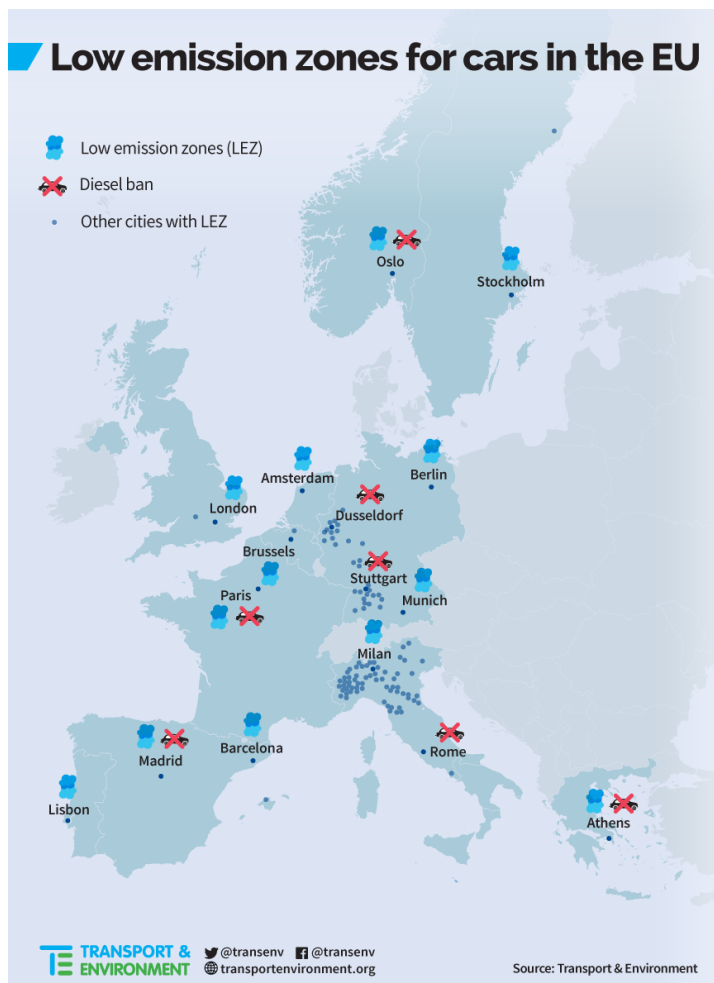 Low emission zones for cars in the EU
Low emission zones (LEZ)
Diesel ban
Other cities with LEZ
Oslo
Stockholm
Amsterdam
Berlin
London
Dusseldorf
Brussels
Stuttgart
Paris
Munich
Milan
Barcelona
Rome
Madrid
Lisbon
Athens
TE TRANSPORT &
ENVIRONMENT
@transenv @transenv
transportenvironment.org
Source: Transport & Environment